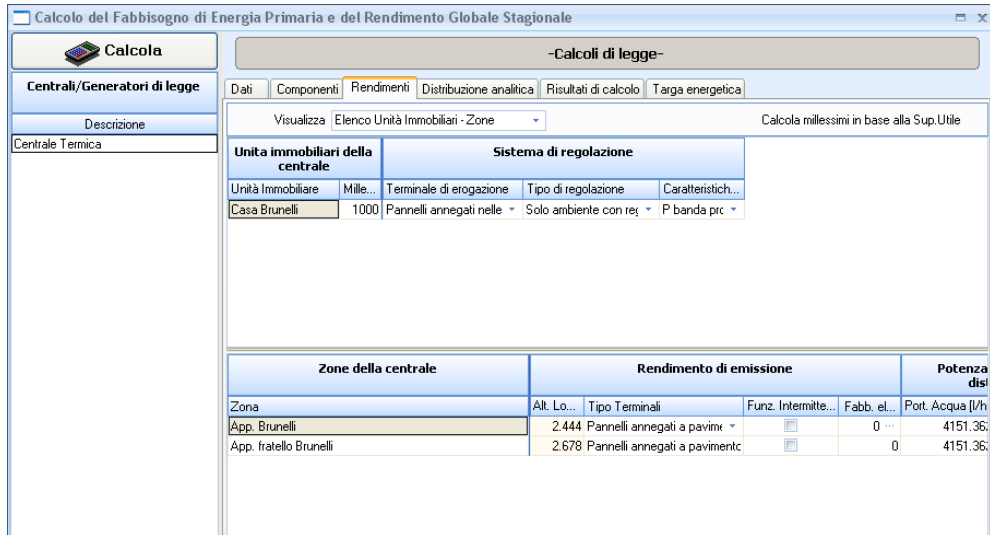 Calcolo del Fabbisogno di Energia Primaria e del Rendimento Globale Stagionale
Calcola
-Calcoli di legge-
Centrali/Generatori di legge
Dati Componenti Rendimenti Distribuzione analitica Risultati di calcolo Targa energetica
Descrizione
Visualizza Elenco Unità Immobiliari - Zone Calcola millessimi in base alla Sup.Utile
Centrale Termica
Unita immobiliari della centrale Sistema di regolazione
Unità Immobiliare Mille... Terminale di erogazione Tipo di regolazione Caratteristich...
Casa Brunelli 1000 Pannelli annegati nelle Solo ambiente con reg P banda prc
Zone della centrale Rendimento di emissione Potenza dist
Zona Alt. Lo... Tipo Terminali Funz. Intermitte... Fabb. el... Port. Acqua [l/h
App. Brunelli 2.444 Pannelli annegati a pavime 0 ... 4151.36
App. fratello Brunelli 2.678 Pannelli annegati a pavimento 0 4151.36